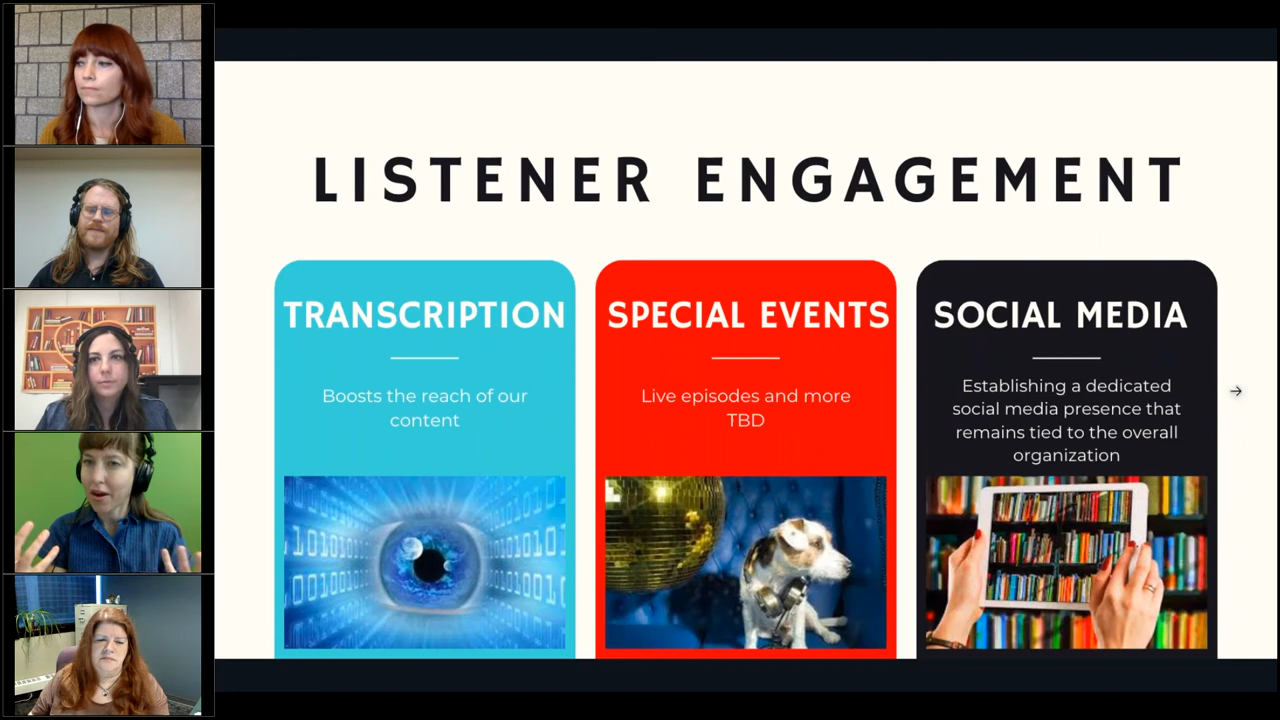 LISTENER ENGAGEMENT
TRANSCRIPTION
Boosts the reach of our
content
SPECIAL EVENTS
Live episodes and more
TBD
SOCIAL MEDIA
Establishing a dedicated
social media presence that
remains tied to the overall
organization